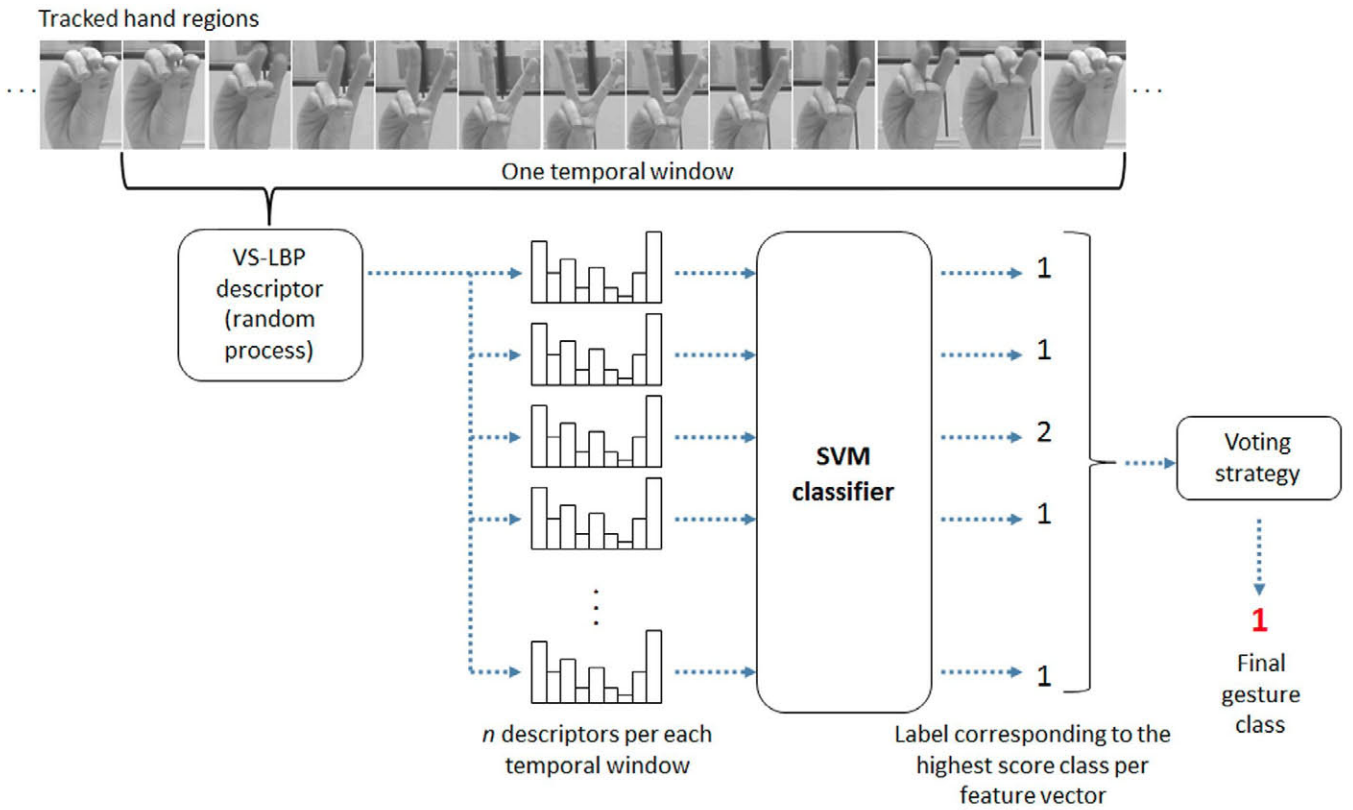 Tracked hand regions
... ...
One temporal window
VS-LBP
descriptor
(random
process)
1
1
2
1
1
SVM
classifier
Voting
strategy
1
Final
gesture
class
n descriptors per each
temporal window
Label corresponding to the
highest score class per
feature vector